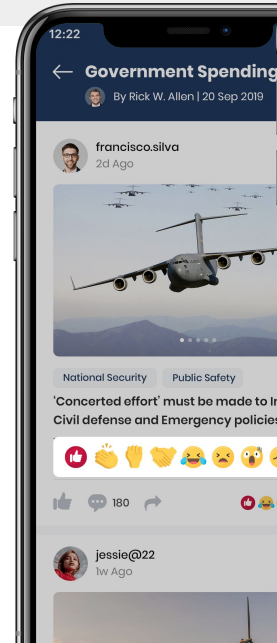 12:22
Government Spending
By Rick W. Allen | 20 Sep 2019
francisco.silva
2d Ago
National Security Public Safety
‘Concerted effort’ must be made to
Civil defense and Emergency policies
180
jessie@22
1w Ago